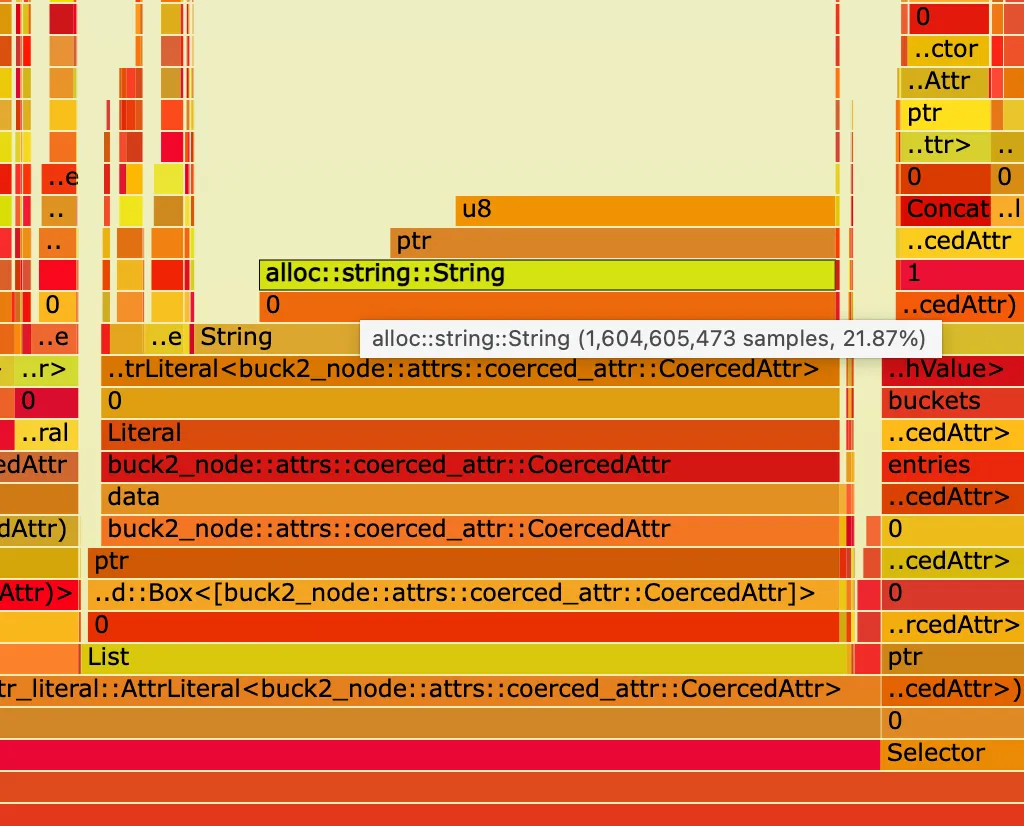 0
..ctor
..Attr
ptr
..ttr> ..
..e 0 0
.. u8 Concat ..l
.. ptr ..cedAttr
alloc::string::String 1
0 0 ..cedAttr)
..e ..e String alloc::string::String (1,604,605,473 samples, 21.87%)
..r> ..trLiteral<buck2_node::attrs::coerced_attr::CoercedAttr> ..hValue>
0 0 buckets
..ral Literal ..cedAttr>
edAttr buck2_node::attrs::coerced_attr::CoercedAttr entries
data ..cedAttr>
dAttr) buck2_node::attrs::coerced_attr::CoercedAttr 0
ptr ..cedAttr>
Attr)> ..d::Box<[buck2_node::attrs::coerced_attr::CoercedAttr]> 0
0 ..rcedAttr>
List ptr
tr_literal::AttrLiteral<buck2_node::attrs::coerced_attr::CoercedAttr> ..cedAttr>)
0
Selector